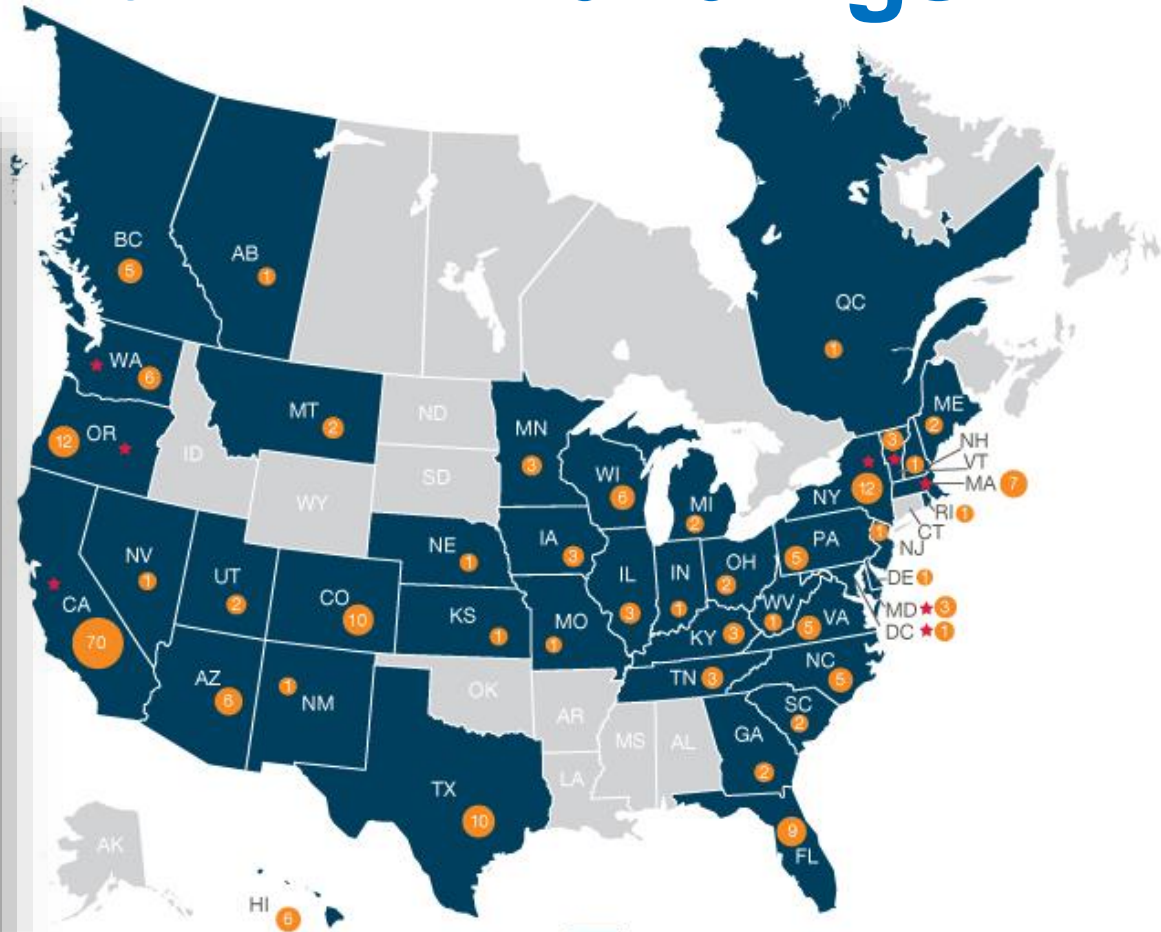 BC
5
AB
1
QC
1
WA
6
MT
2
ND
MN
3
ME
2
12
OR
ID
SD
WI
6
3
NH
1
VT
WY
MI
2
NY
12
MA 7
RI 1
CT
NV
1
UT
2
NE
1
IA
3
IL
3
IN
1
OH
2
PA
5
1
NJ
DE 1
CA
70
CO
10
KS
1
MO
1
KY 3
WV
1
5 VA
MD 3
DC 1
AZ
6
1
NM
OK
AR
TN 3
NC
5
SC
2
MS
AL
GA
2
LA
TX
10
9
FL
AK
HI
6